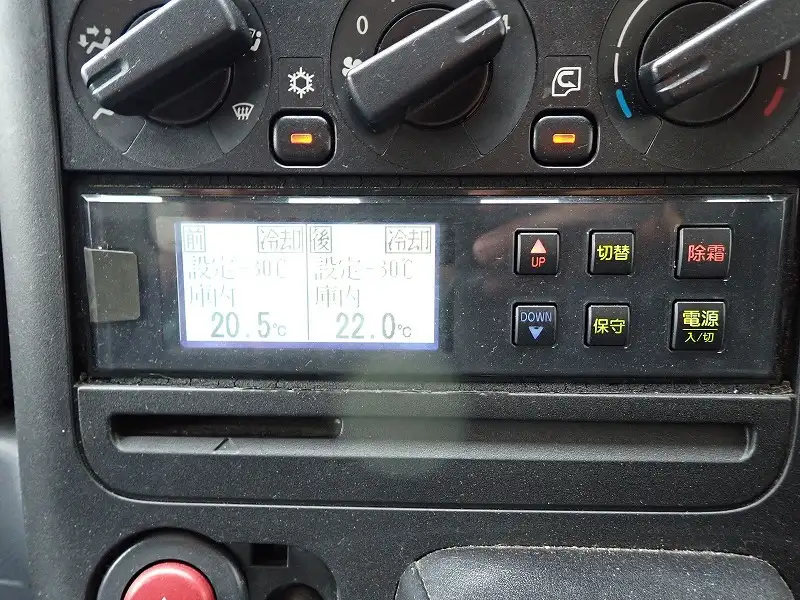 0
前 冷却 後 冷却
設定-30℃ 設定-30℃
庫内 庫内
20.5℃ 22.0℃
UP
切替
除霜
DOWN
保守
電源
入/切